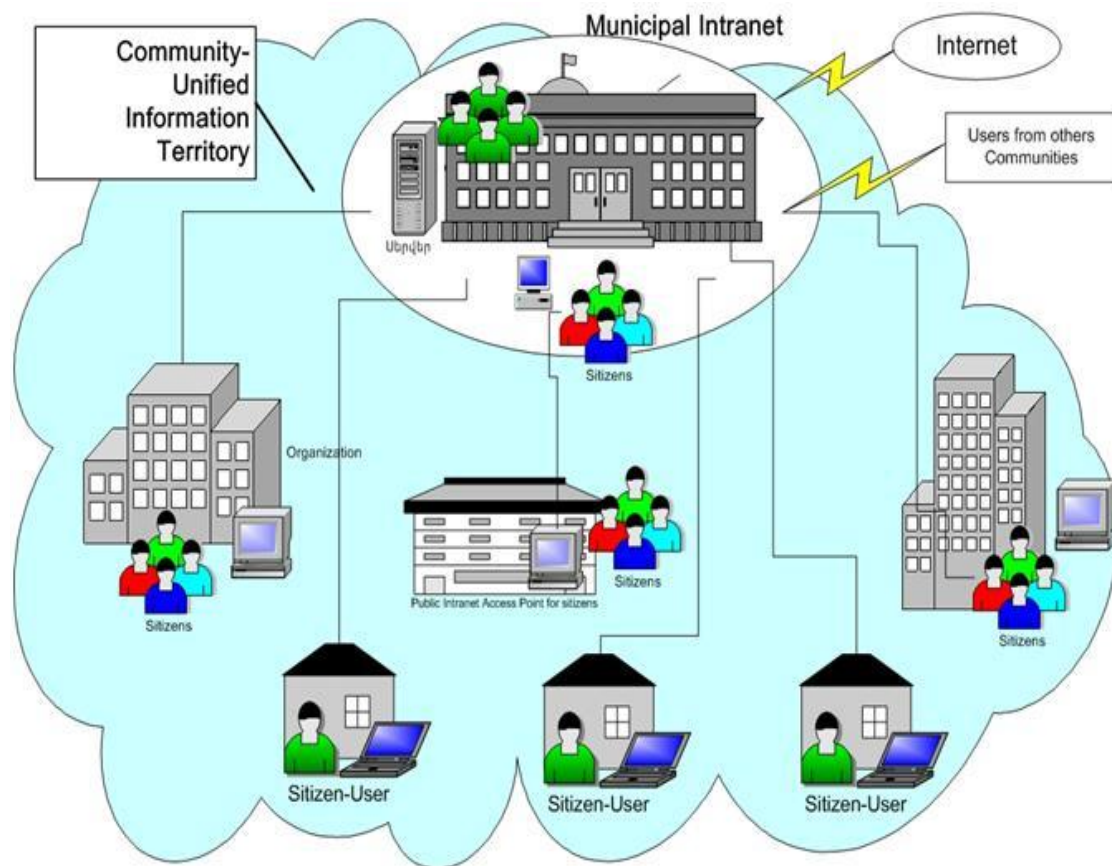 Municipal Intranet
Community-
Unified
Information
Territory
Internet
Users from others
Communities
Սերվեր
Sitizens
Organization
Sitizens
Public Intranet Access Point for sitizens
Sitizens
Sitizens
Sitizen-User
Sitizen-User
Sitizen-User